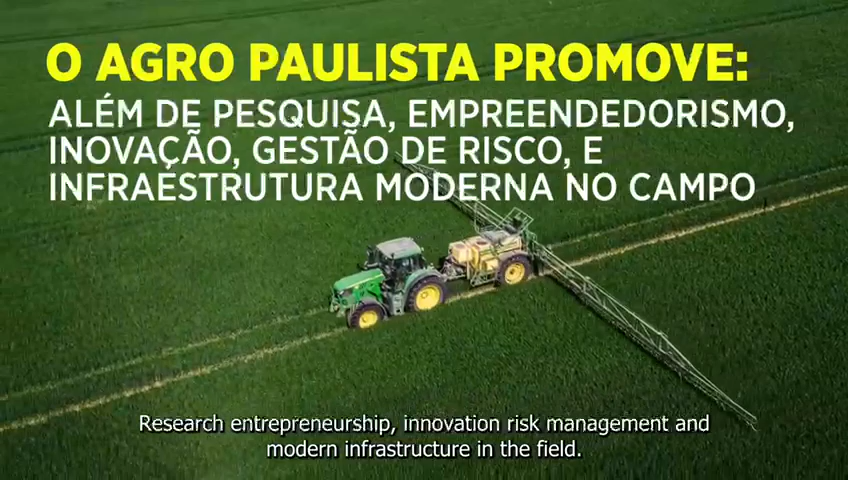 O AGRO PAULISTA PROMOVE:
ALÉM DE PESQUISA, EMPREENDEDORISMO,
INOVAÇÃO, GESTÃO DE RISCO, E
INFRAESTRUTURA MODERNA NO CAMPO
Research entrepreneurship, innovation risk management and
modern infrastructure in the field.